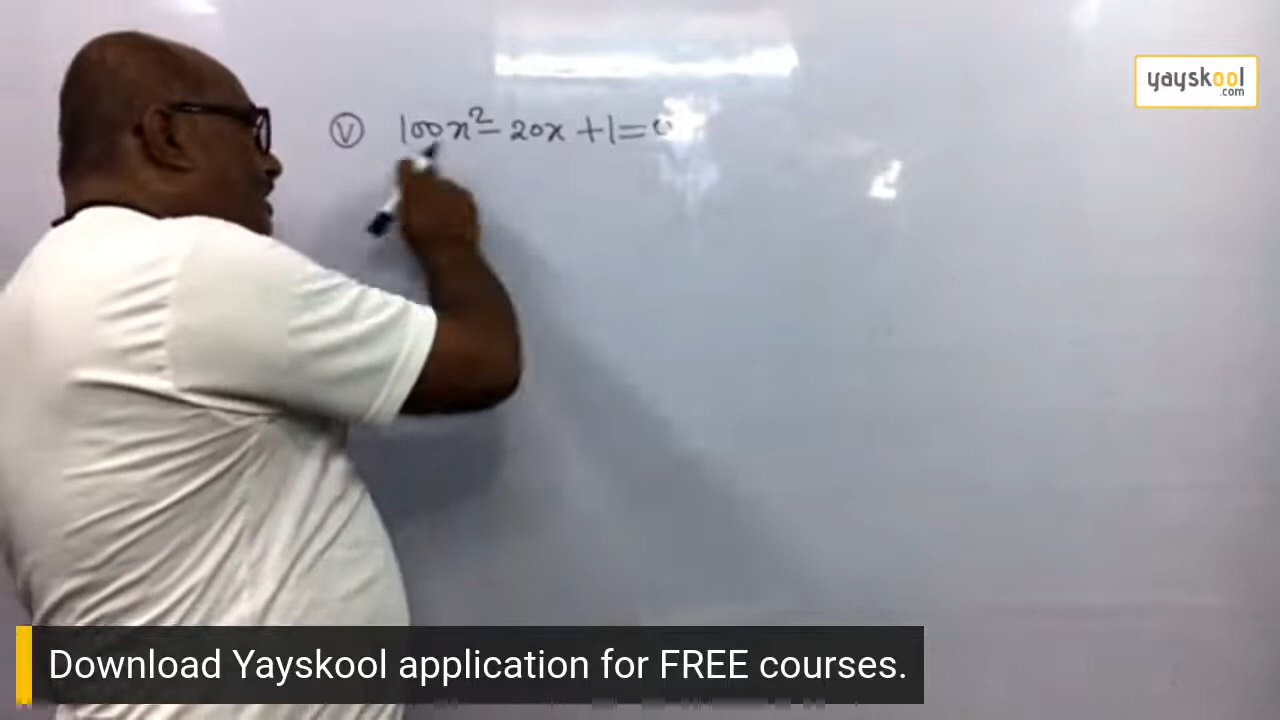 yayskool
.com
Ⓥ 100x² - 20x + 1 = 0
Download Yayskool application for FREE courses.